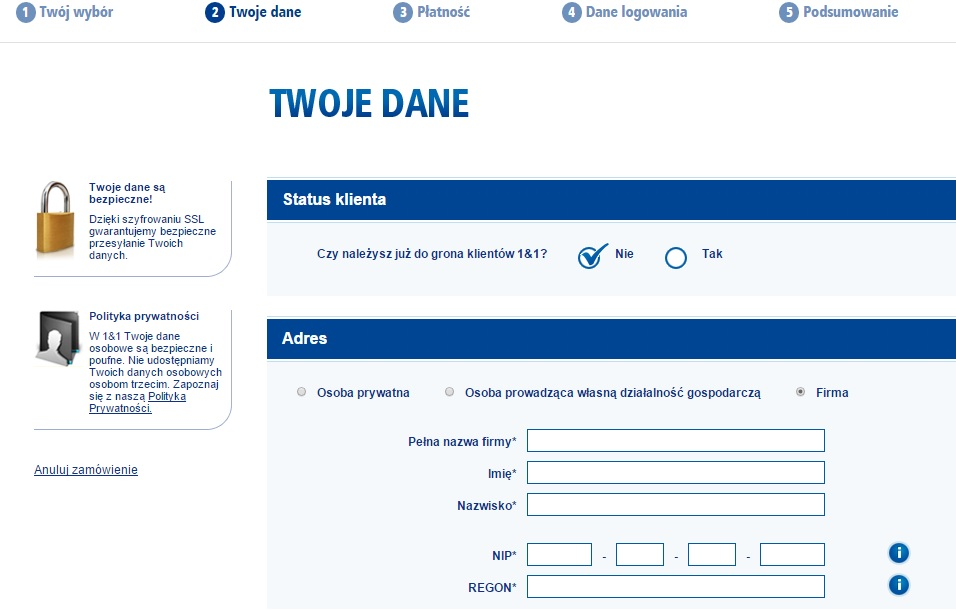 1 Twój wybór 2 Twoje dane 3 Płatność 4 Dane logowania 5 Podsumowanie
TWOJE DANE
Twoje dane są
bezpieczne!
Dzięki szyfrowaniu SSL
gwarantujemy bezpieczne
przesyłanie Twoich
danych.
Polityka prywatności
W 1&1 Twoje dane
osobowe są bezpieczne i
poufne. Nie udostępniamy
Twoich danych osobowych
osobom trzecim. Zapoznaj
się z naszą Polityka
Prywatności.
Anuluj zamówienie
Status klienta
Czy należysz już do grona klientów 1&1? Nie Tak
Adres
Osoba prywatna Osoba prowadząca własną działalność gospodarczą Firma
Pełna nazwa firmy*
Imię*
Nazwisko*
NIP* - - - i
REGON* i